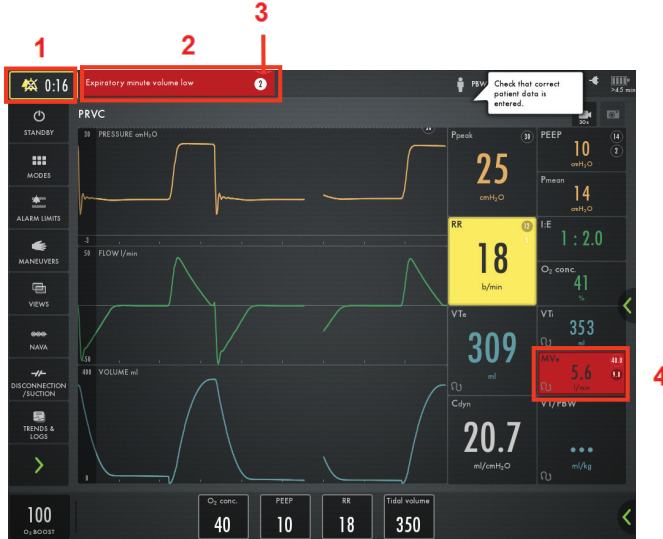 1
2
3
0:16
Expiratory minute volume low
2
PBW
Check that correct
patient data is
entered.
>45 min
STANDBY
PRVC
30 s
MODES
ALARM LIMITS
MANEUVERS
VIEWS
NAVA
DISCONNECTION
/SUCTION
TRENDS &
LOGS
30
PRESSURE cmH₂O
-3
50
FLOW l/min
-50
400
VOLUME ml
0
Ppeak
30
25
cmH₂O
PEEP
14
2
10
cmH₂O
Pmean
14
cmH₂O
RR
18
b/min
I:E
1 : 2.0
O₂ conc.
41
%
VTe
309
ml
VTi
353
ml
MVe
40.0
5.6
9.0
l/min
4
Cdyn
20.7
ml/cmH₂O
VT/PBW
...
ml/kg
100
O₂ BOOST
O₂ conc.
40
PEEP
10
RR
18
Tidal volume
350